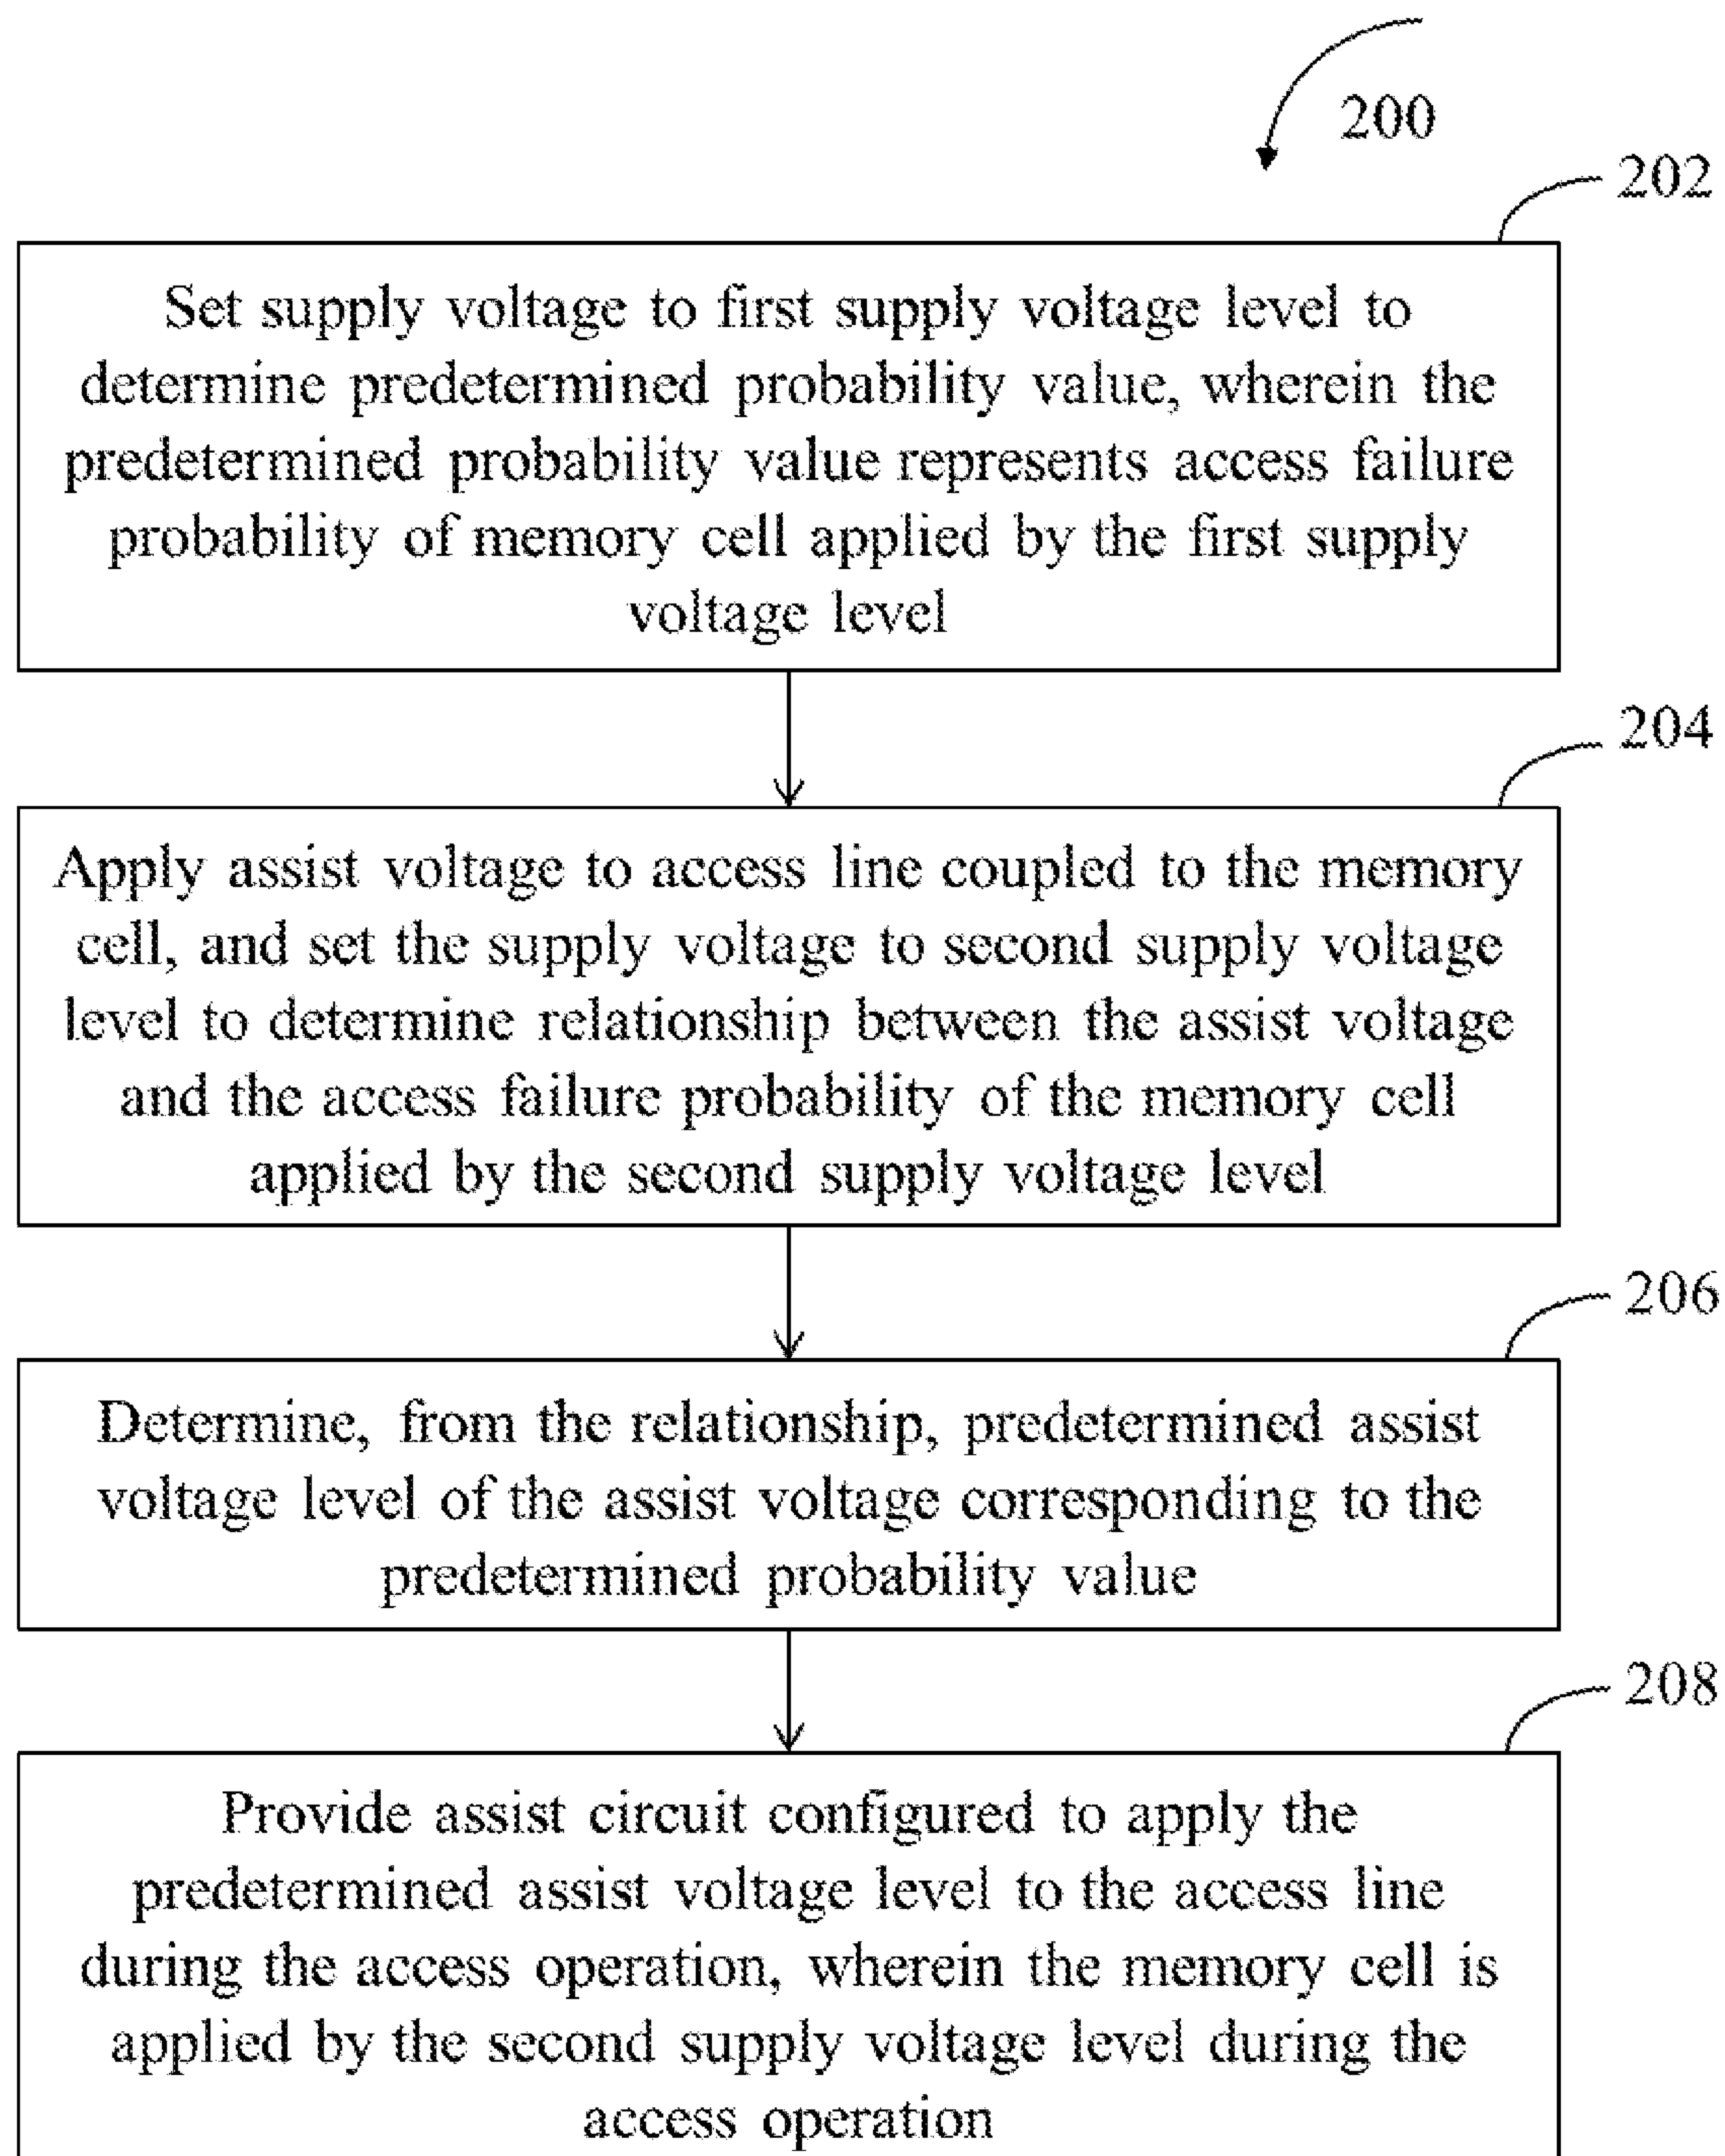 200
202
Set supply voltage to first supply voltage level to
determine predetermined probability value, wherein the
predetermined probability value represents access failure
probability of memory cell applied by the first supply
voltage level
204
Apply assist voltage to access line coupled to the memory
cell, and set the supply voltage to second supply voltage
level to determine relationship between the assist voltage
and the access failure probability of the memory cell
applied by the second supply voltage level
206
Determine, from the relationship, predetermined assist
voltage level of the assist voltage corresponding to the
predetermined probability value
208
Provide assist circuit configured to apply the
predetermined assist voltage level to the access line
during the access operation, wherein the memory cell is
applied by the second supply voltage level during the
access operation